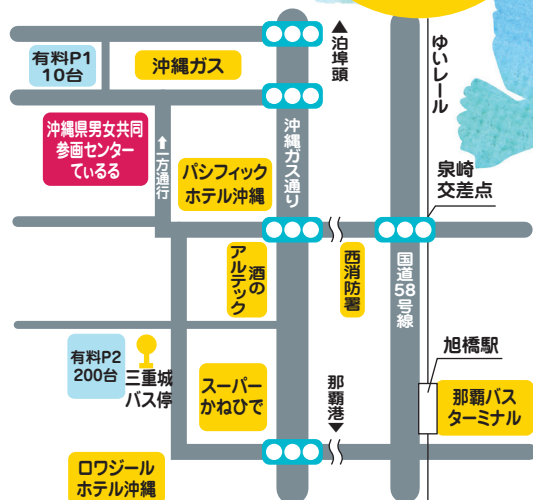 有料P1
10台
沖縄ガス
▲泊埠頭
ゆいレール
沖縄県男女共同
参画センター
てぃるる
↑一方通行
パシフィック
ホテル沖縄
沖縄ガス通り
泉崎
交差点
酒の
アルテック
西消防署
国道58号線
有料P2
200台
三重城
バス停
スーパー
かねひで
那覇港▼
旭橋駅
那覇バス
ターミナル
ロワジール
ホテル沖縄